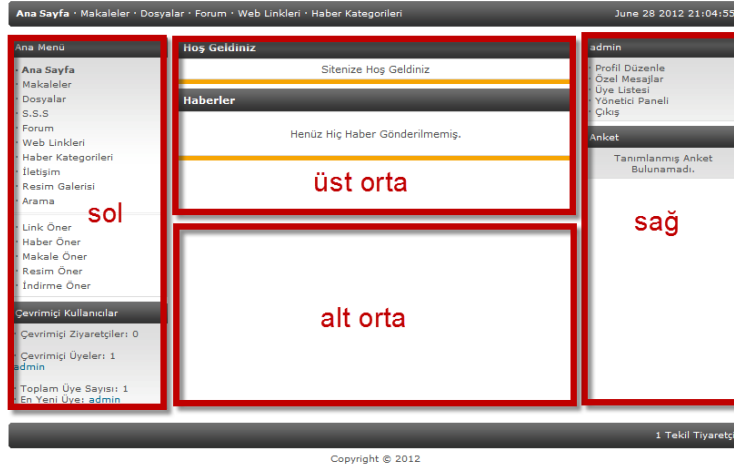 Ana Sayfa · Makaleler · Dosyalar · Forum · Web Linkleri · Haber Kategorileri
June 28 2012 21:04:55
Ana Menü
· Ana Sayfa
· Makaleler
· Dosyalar
· S.S.S
· Forum
· Web Linkleri
· Haber Kategorileri
· İletişim
· Resim Galerisi
· Arama
sol
· Link Öner
· Haber Öner
· Makale Öner
· Resim Öner
· İndirme Öner
Çevrimiçi Kullanıcılar
· Çevrimiçi Ziyaretçiler: 0
· Çevrimiçi Üyeler: 1
admin
· Toplam Üye Sayısı: 1
· En Yeni Üye: admin
Hoş Geldiniz
Sitenize Hoş Geldiniz
Haberler
Henüz Hiç Haber Gönderilmemiş.
üst orta
alt orta
admin
· Profil Düzenle
· Özel Mesajlar
· Üye Listesi
· Yönetici Paneli
· Çıkış
Anket
Tanımlanmış Anket
Bulunamadı.
sağ
1 Tekil Tiyaretçi
Copyright © 2012